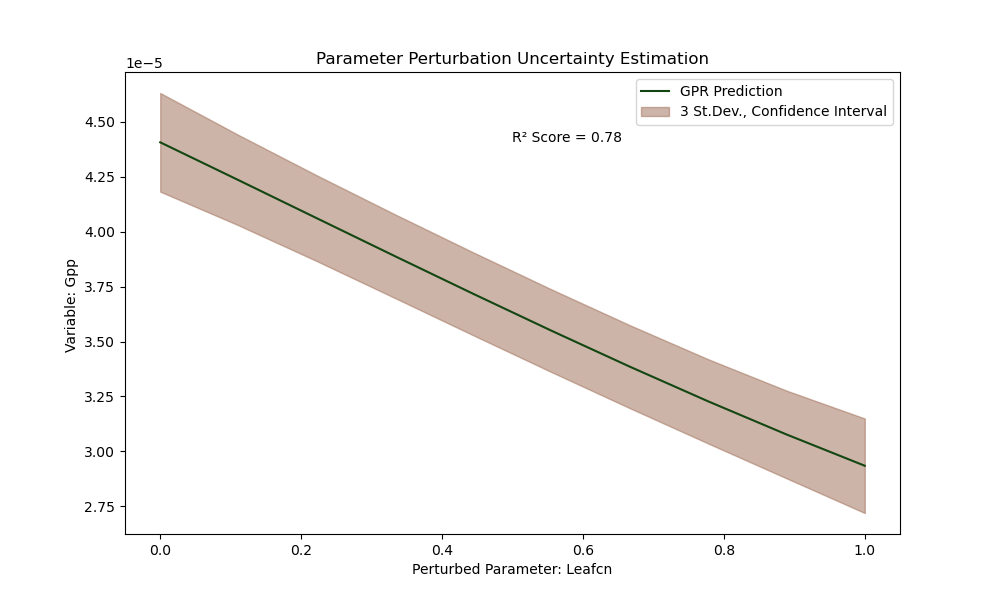 Parameter Perturbation Uncertainty Estimation
1e−5
GPR Prediction
3 St.Dev., Confidence Interval
R² Score = 0.78
4.50
4.25
4.00
3.75
3.50
3.25
3.00
2.75
Variable: Gpp
0.0 0.2 0.4 0.6 0.8 1.0
Perturbed Parameter: Leafcn